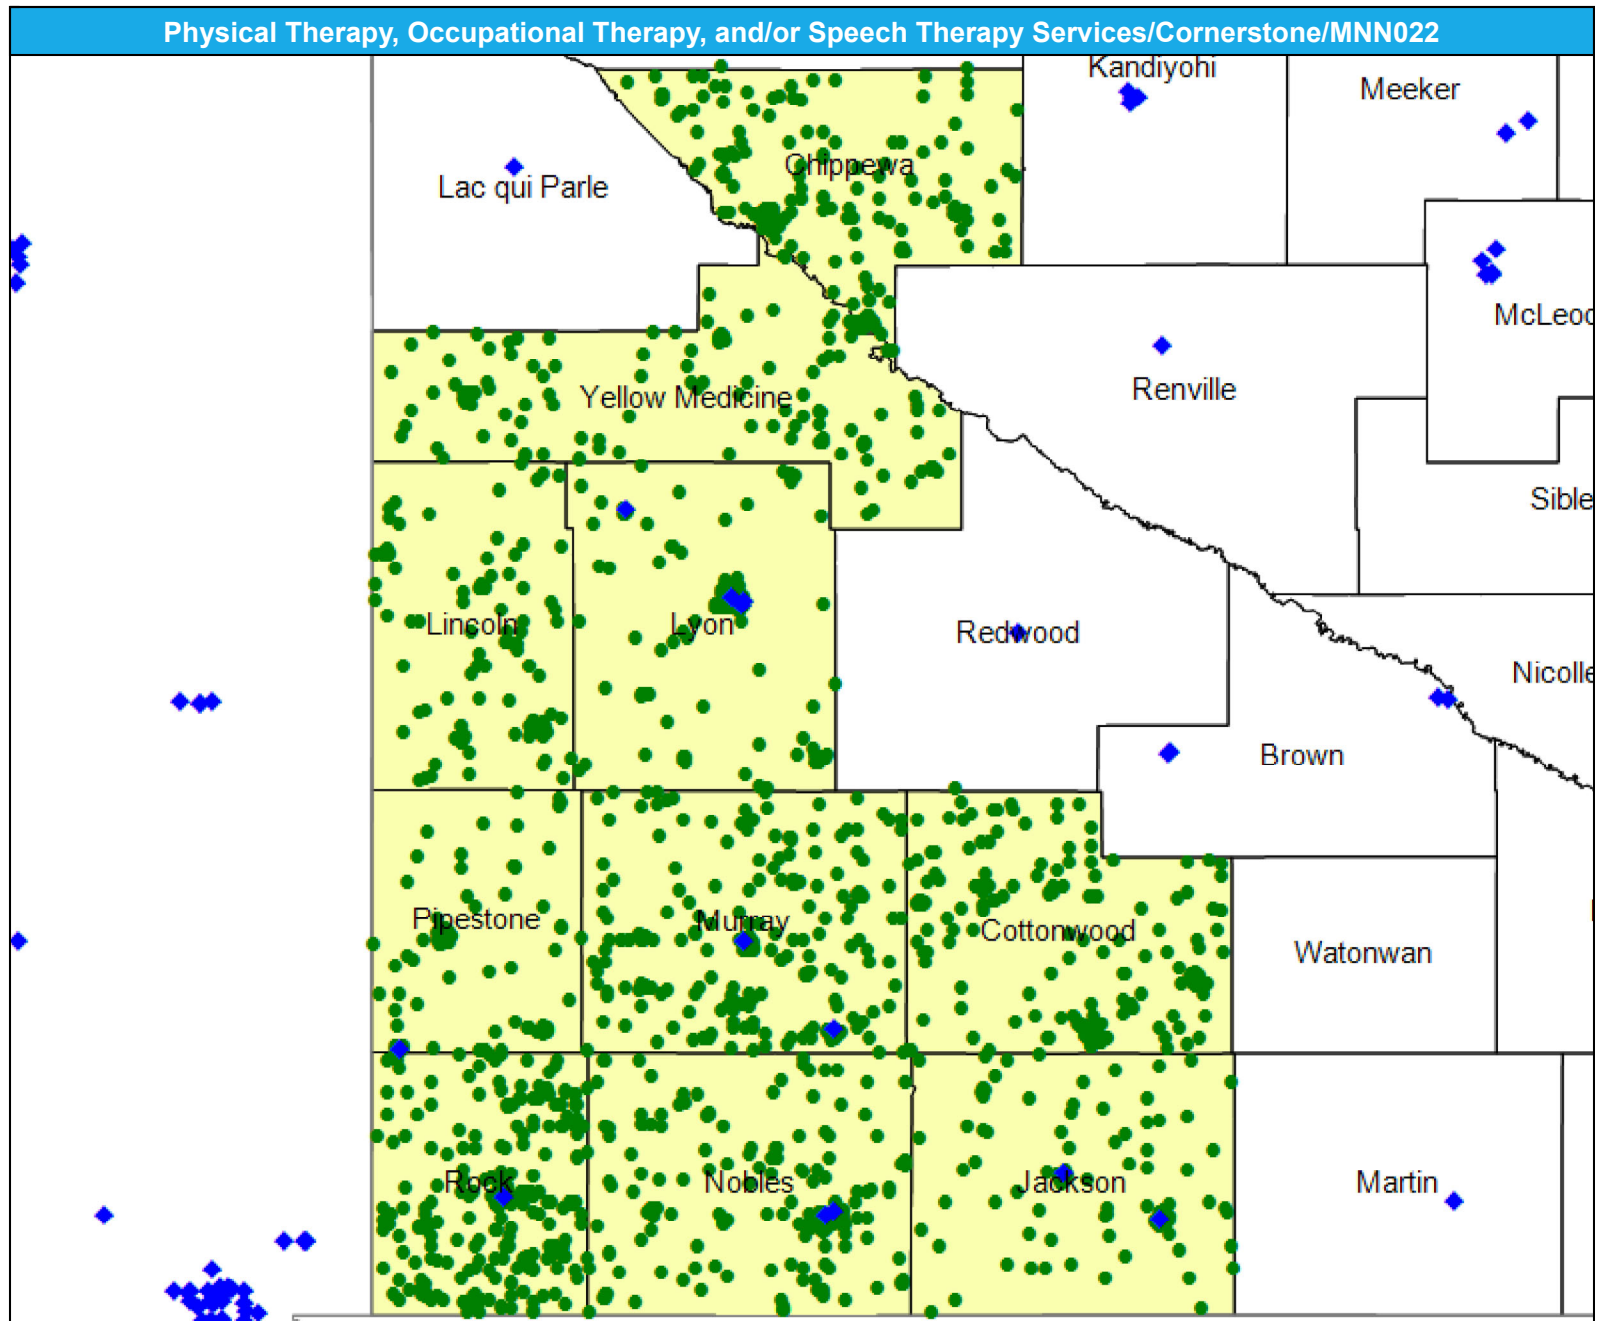 Physical Therapy, Occupational Therapy, and/or Speech Therapy Services/Cornerstone/MNN022
Kandiyohi
Meeker
Chippewa
Lac qui Parle
McLeod
Renville
Yellow Medicine
Sible
Lincoln
Lyon
Redwood
Nicolle
Brown
Pipestone
Murray
Cottonwood
Watonwan
Rock
Nobles
Jackson
Martin